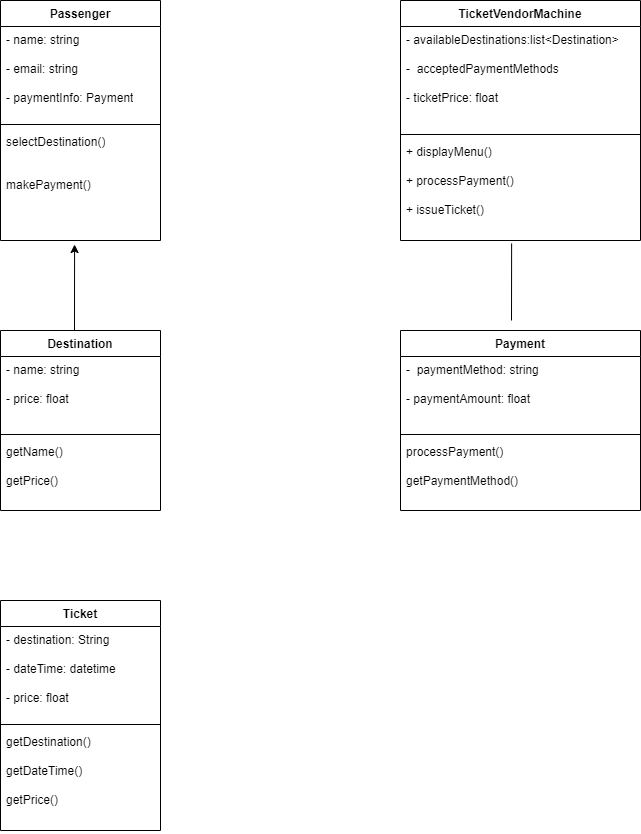 Passenger
- name: string
- email: string
- paymentInfo: Payment
selectDestination()
makePayment()
TicketVendorMachine
- availableDestinations:list<Destination>
-  acceptedPaymentMethods
- ticketPrice: float
+ displayMenu()
+ processPayment()
+ issueTicket()
Destination
- name: string
- price: float
getName()
getPrice()
Payment
-  paymentMethod: string
- paymentAmount: float
processPayment()
getPaymentMethod()
Ticket
- destination: String
- dateTime: datetime
- price: float
getDestination()
getDateTime()
getPrice()